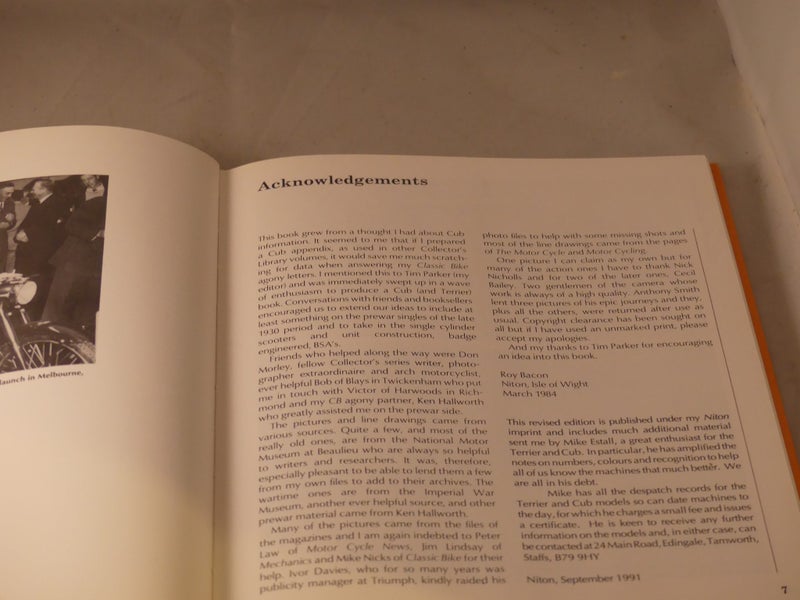 launch in Melbourne,
Acknowledgements
This book grew from a thought I had about Cub
information. It seemed to me that if I prepared
a Cub appendix, as used in other Collector's
Library volumes, it would save me much scratch-
ing for data when answering my Classic Bike
agony letters. I mentioned this to Tim Parker (my
editor) and was immediately swept up in a wave
of enthusiasm to produce a Cub (and Terrier)
book. Conversations with friends and booksellers
encouraged us to extend our ideas to include at
least something on the prewar singles of the late
1930 period and to take in the single cylinder
scooters and unit construction, badge
engineered, BSA's.
Friends who helped along the way were Don
Morley, fellow Collector's series writer, photo-
grapher extraordinaire and arch motorcyclist,
ever helpful Bob of Blays in Twickenham who put
me in touch with Victor of Harwoods in Rich-
mond and my CB agony partner, Ken Hallworth
who greatly assisted me on the prewar side.
The pictures and line drawings came from
various sources. Quite a few, and most of the
really old ones, are from the National Motor
Museum at Beaulieu who are always so helpful
to writers and researchers. It was, therefore,
especially pleasant to be able to lend them a few
from my own files to add to their archives. The
wartime ones are from the Imperial War
Museum, another ever helpful source, and other
prewar material came from Ken Hallworth.
Many of the pictures came from the files of
the magazines and I am again indebted to Peter
Law of Motor Cycle News, Jim Lindsay of
Mechanics and Mike Nicks of Classic Bike for their
help. Ivor Davies, who for so many years was
publicity manager at Triumph, kindly raided his
photo files to help with some missing shots and
most of the line drawings came from the pages
of The Motor Cycle and Motor Cycling.
One picture I can claim as my own but for
many of the action ones I have to thank Nick
Nicholls and for two of the later ones, Cecil
Bailey. Two gentlemen of the camera whose
work is always of a high quality. Anthony Smith
lent three pictures of his epic journeys and they,
plus all the others, were returned after use as
usual. Copyright clearance has been sought on
all but if I have used an unmarked print, please
accept my apologies.
And my thanks to Tim Parker for encouraging
an idea into this book.
Roy Bacon
Niton, Isle of Wight
March 1984
This revised edition is published under my Niton
imprint and includes much additional material
sent me by Mike Estall, a great enthusiast for the
Terrier and Cub. In particular, he has amplified the
notes on numbers, colours and recognition to help
all of us know the machines that much better. We
are all in his debt.
Mike has all the despatch records for the
Terrier and Cub models so can date machines to
the day, for which he charges a small fee and issues
a certificate. He is keen to receive any further
information on the models and, in either case, can
be contacted at 24 Main Road, Edingale, Tamworth,
Staffs, B79 9HY
Niton, September 1991
7